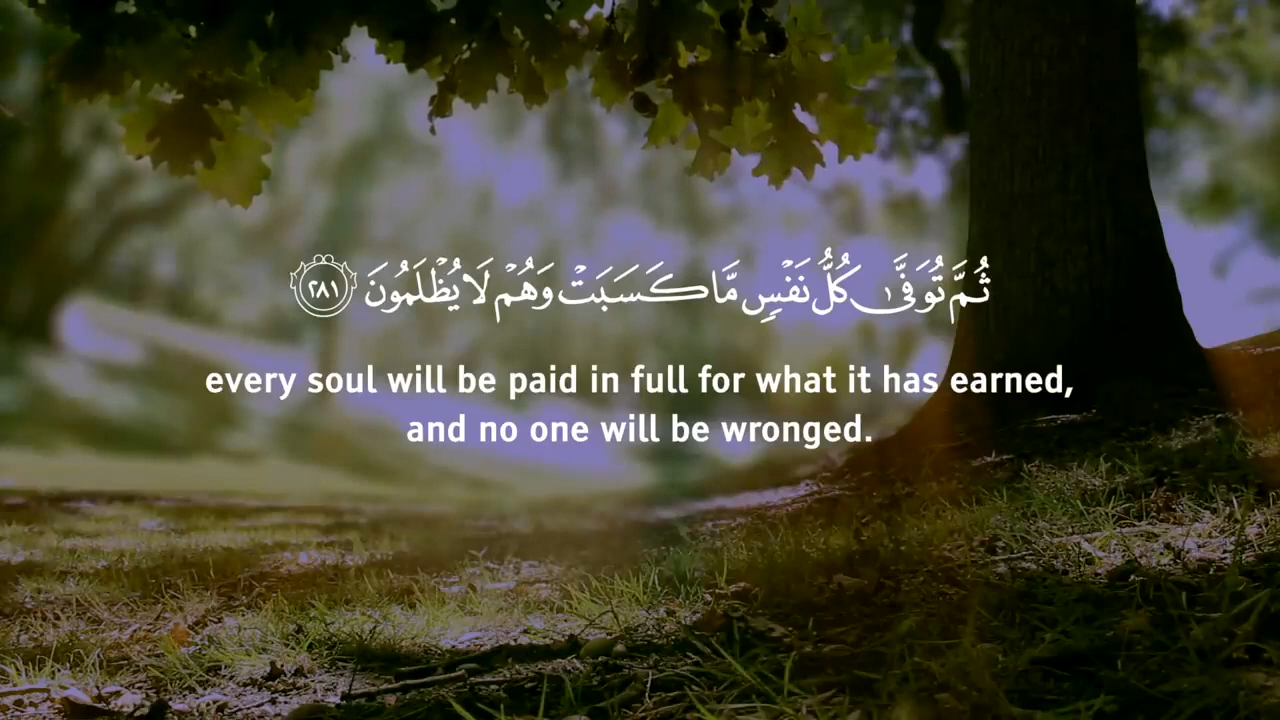 ثُمَّ تُوَفَّىٰ كُلُّ نَفْسٍ مَّا كَسَبَتْ وَهُمْ لَا يُظْلَمُونَ ٢٨١
every soul will be paid in full for what it has earned,
and no one will be wronged.